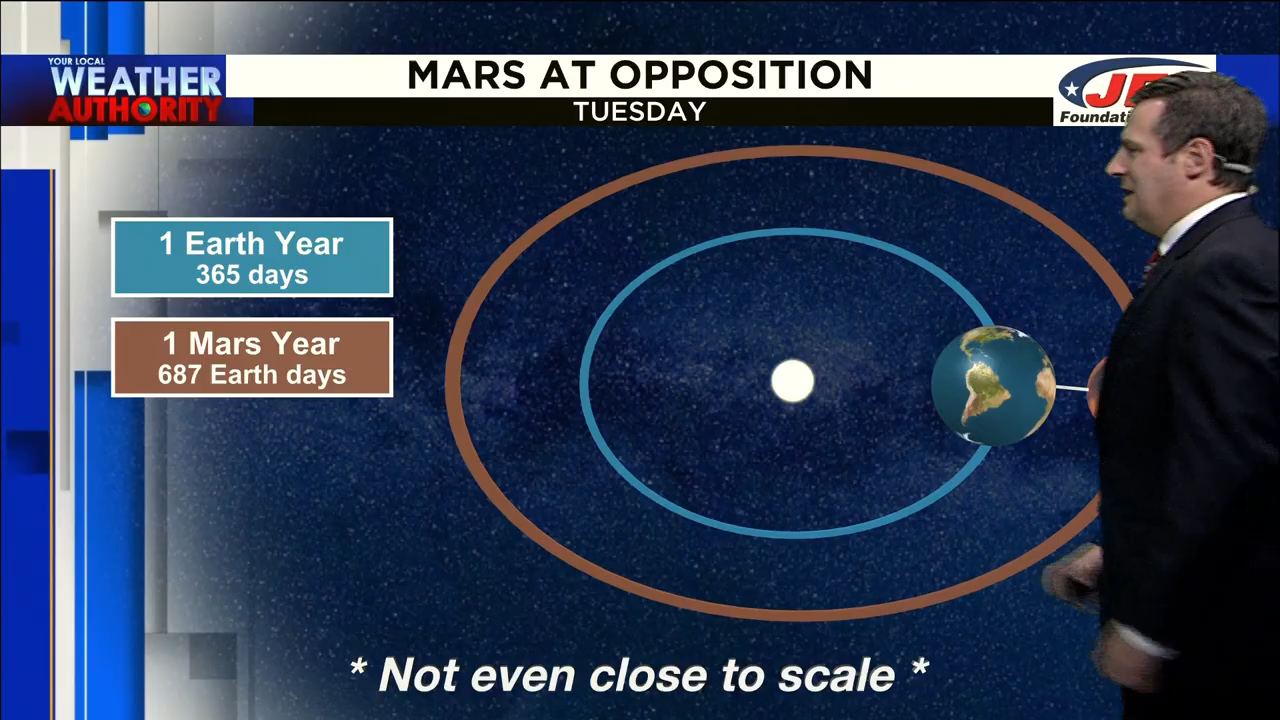 YOUR LOCAL
WEATHER
AUTHORITY
MARS AT OPPOSITION
TUESDAY
1 Earth Year
365 days
1 Mars Year
687 Earth days
* Not even close to scale *